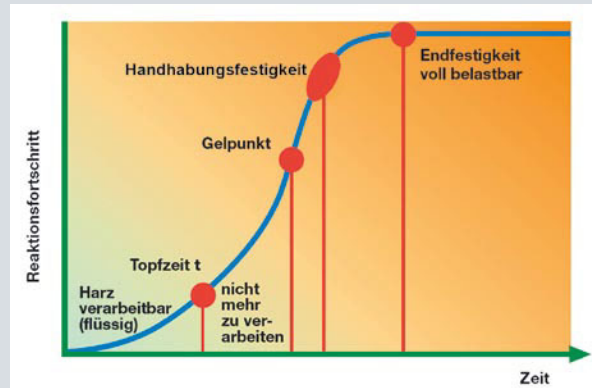 Endfestigkeit
voll belastbar
Handhabungsfestigkeit
Gelpunkt
Topfzeit t
nicht
mehr
zu ver-
arbeiten
Harz
verarbeitbar
(flüssig)
Reaktionsfortschritt
Zeit